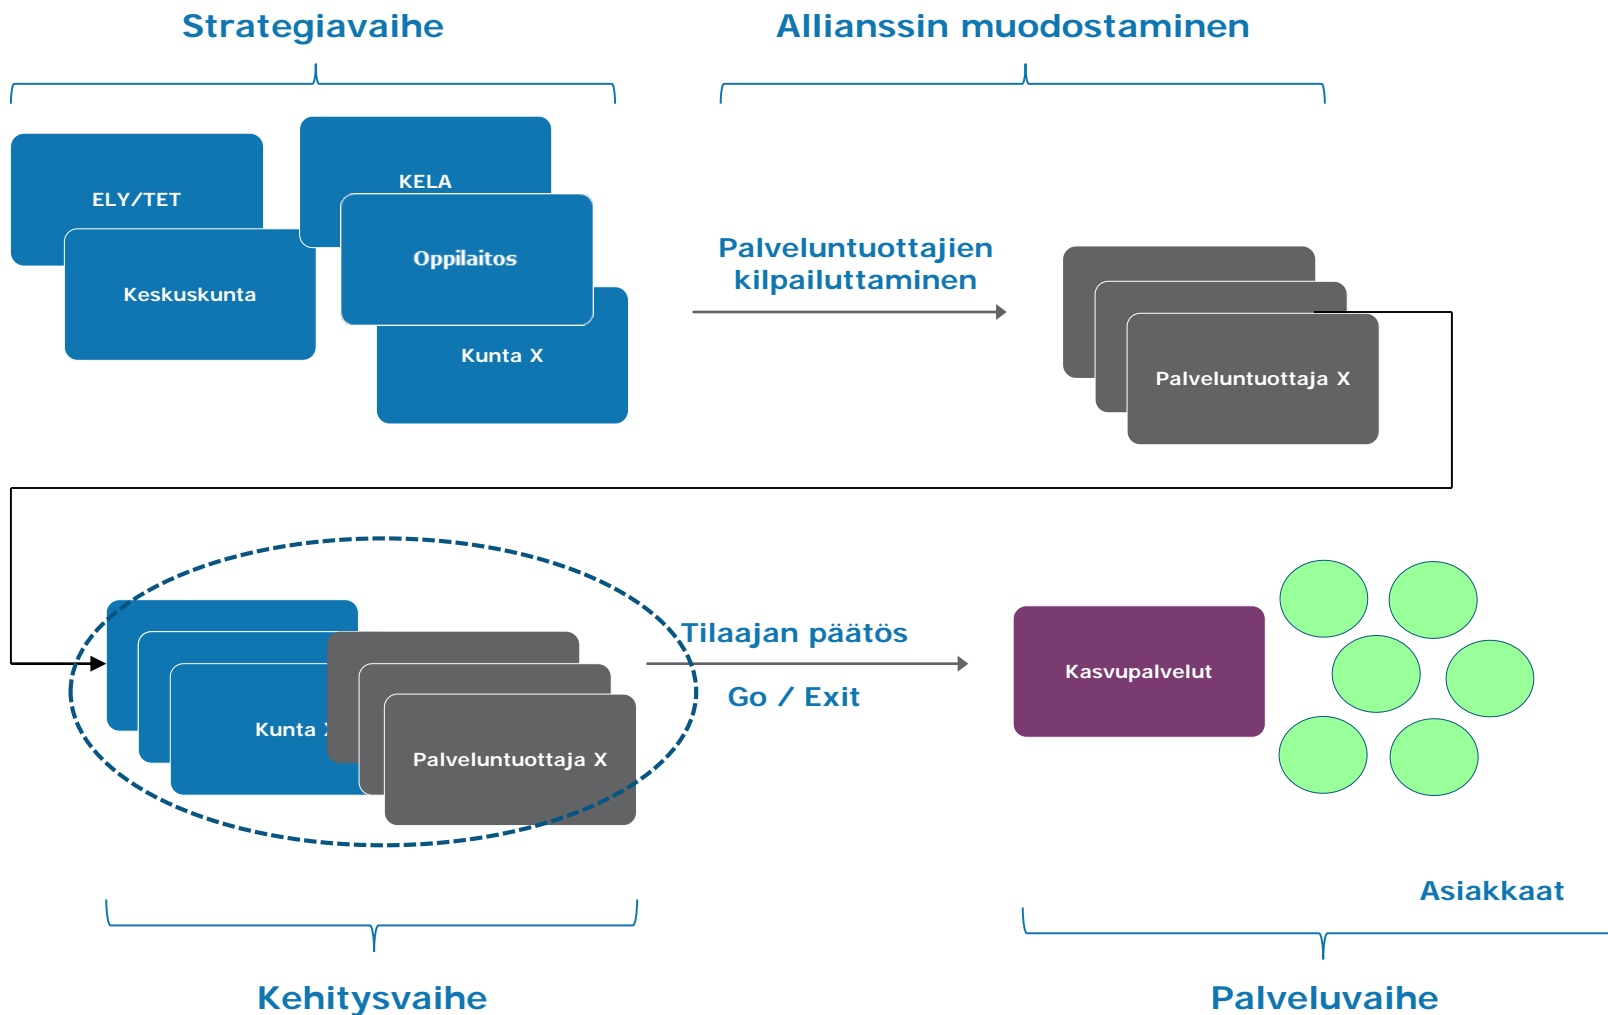 Strategiavaihe
Allianssin muodostaminen
ELY/TET
KELA
Oppilaitos
Keskuskunta
Kunta X
Palveluntuottajien
kilpailuttaminen
Palveluntuottaja X
Tilaajan päätös
Go / Exit
Kunta X
Palveluntuottaja X
Kasvupalvelut
Asiakkaat
Kehitysvaihe
Palveluvaihe